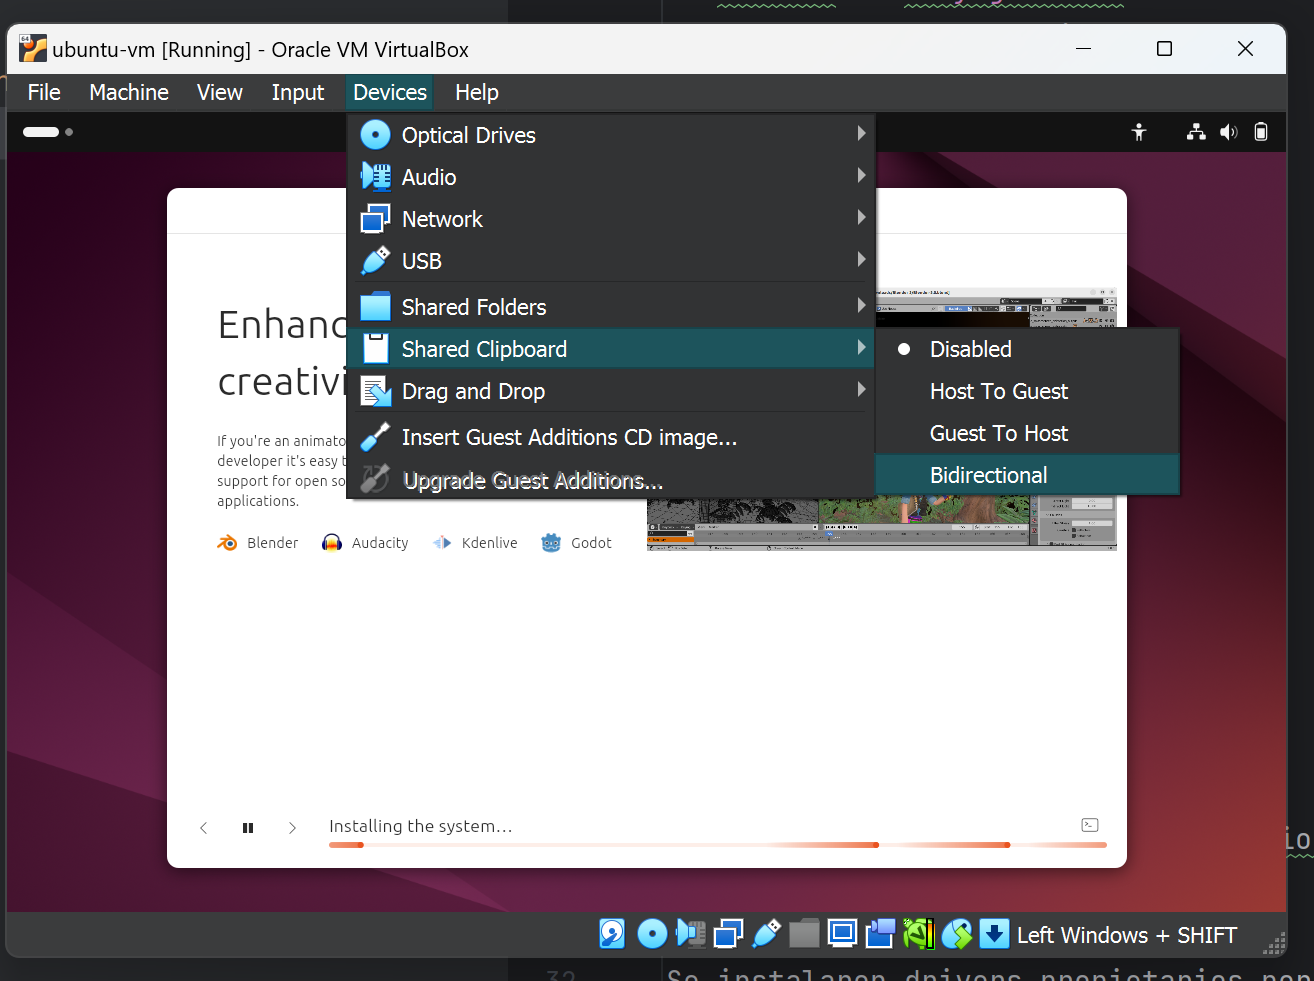 ubuntu-vm [Running] - Oracle VM VirtualBox
File Machine View Input Devices Help
Optical Drives
Audio
Network
USB
Shared Folders
Shared Clipboard
Drag and Drop
Insert Guest Additions CD image...
Upgrade Guest Additions...
Disabled
Host To Guest
Guest To Host
Bidirectional
Enhanc
creativi
If you're an animato
developer it's easy t
support for open so
applications.
Blender Audacity Kdenlive Godot
Installing the system...
Left Windows + SHIFT
io
32
Se instalaron drivers propietarios por